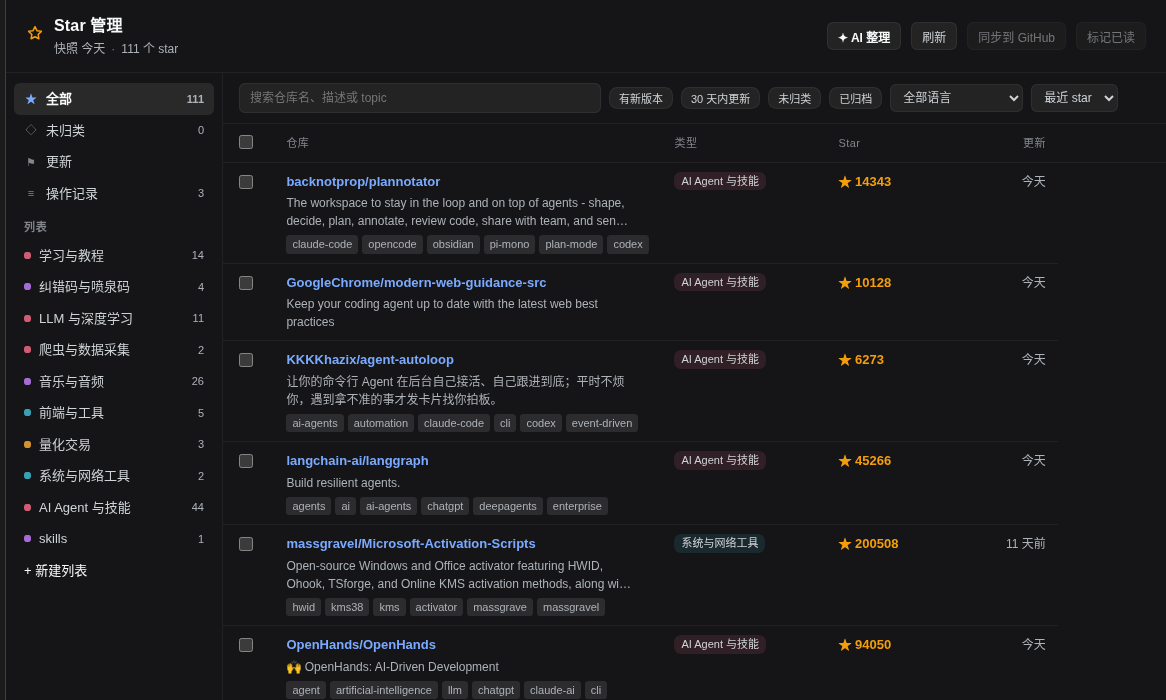 Star 管理
快照 今天 · 111 个 star
✦ AI 整理
刷新
同步到 GitHub
标记已读
全部 111
未归类 0
更新
操作记录 3
列表
学习与教程 14
纠错码与喷泉码 4
LLM 与深度学习 11
爬虫与数据采集 2
音乐与音频 26
前端与工具 5
量化交易 3
系统与网络工具 2
AI Agent 与技能 44
skills 1
+ 新建列表
搜索仓库名、描述或 topic
有新版本
30 天内更新
未归类
已归档
全部语言
最近 star
仓库 类型 Star 更新
backnotprop/plannotator AI Agent 与技能 ★ 14343 今天
The workspace to stay in the loop and on top of agents - shape,
decide, plan, annotate, review code, share with team, and sen…
claude-code opencode obsidian pi-mono plan-mode codex
GoogleChrome/modern-web-guidance-src AI Agent 与技能 ★ 10128 今天
Keep your coding agent up to date with the latest web best
practices
KKKKhazix/agent-autoloop AI Agent 与技能 ★ 6273 今天
让你的命令行 Agent 在后台自己接活、自己跟进到底；平时不烦
你，遇到拿不准的事才发卡片找你拍板。
ai-agents automation claude-code cli codex event-driven
langchain-ai/langgraph AI Agent 与技能 ★ 45266 今天
Build resilient agents.
agents ai ai-agents chatgpt deepagents enterprise
massgravel/Microsoft-Activation-Scripts 系统与网络工具 ★ 200508 11 天前
Open-source Windows and Office activator featuring HWID,
Ohook, TSforge, and Online KMS activation methods, along wi…
hwid kms38 kms activator massgrave massgravel
OpenHands/OpenHands AI Agent 与技能 ★ 94050 今天
🙌 OpenHands: AI-Driven Development
agent artificial-intelligence llm chatgpt claude-ai cli